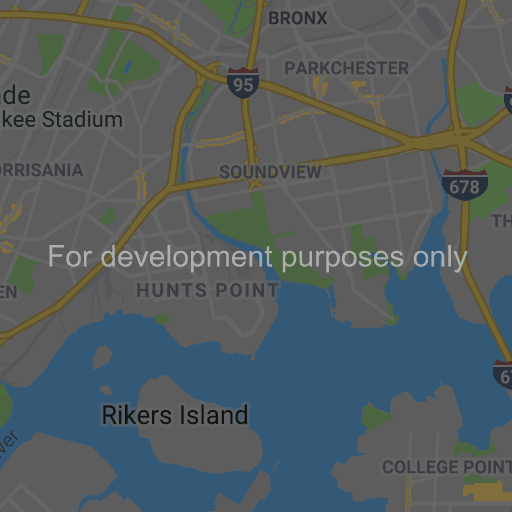 BRONX
PARKCHESTER
95
de
kee Stadium
ORRISANIA
SOUNDVIEW
678
TH
For development purposes only
EN
HUNTS POINT
67
Rikers Island
ver
COLLEGE POINT